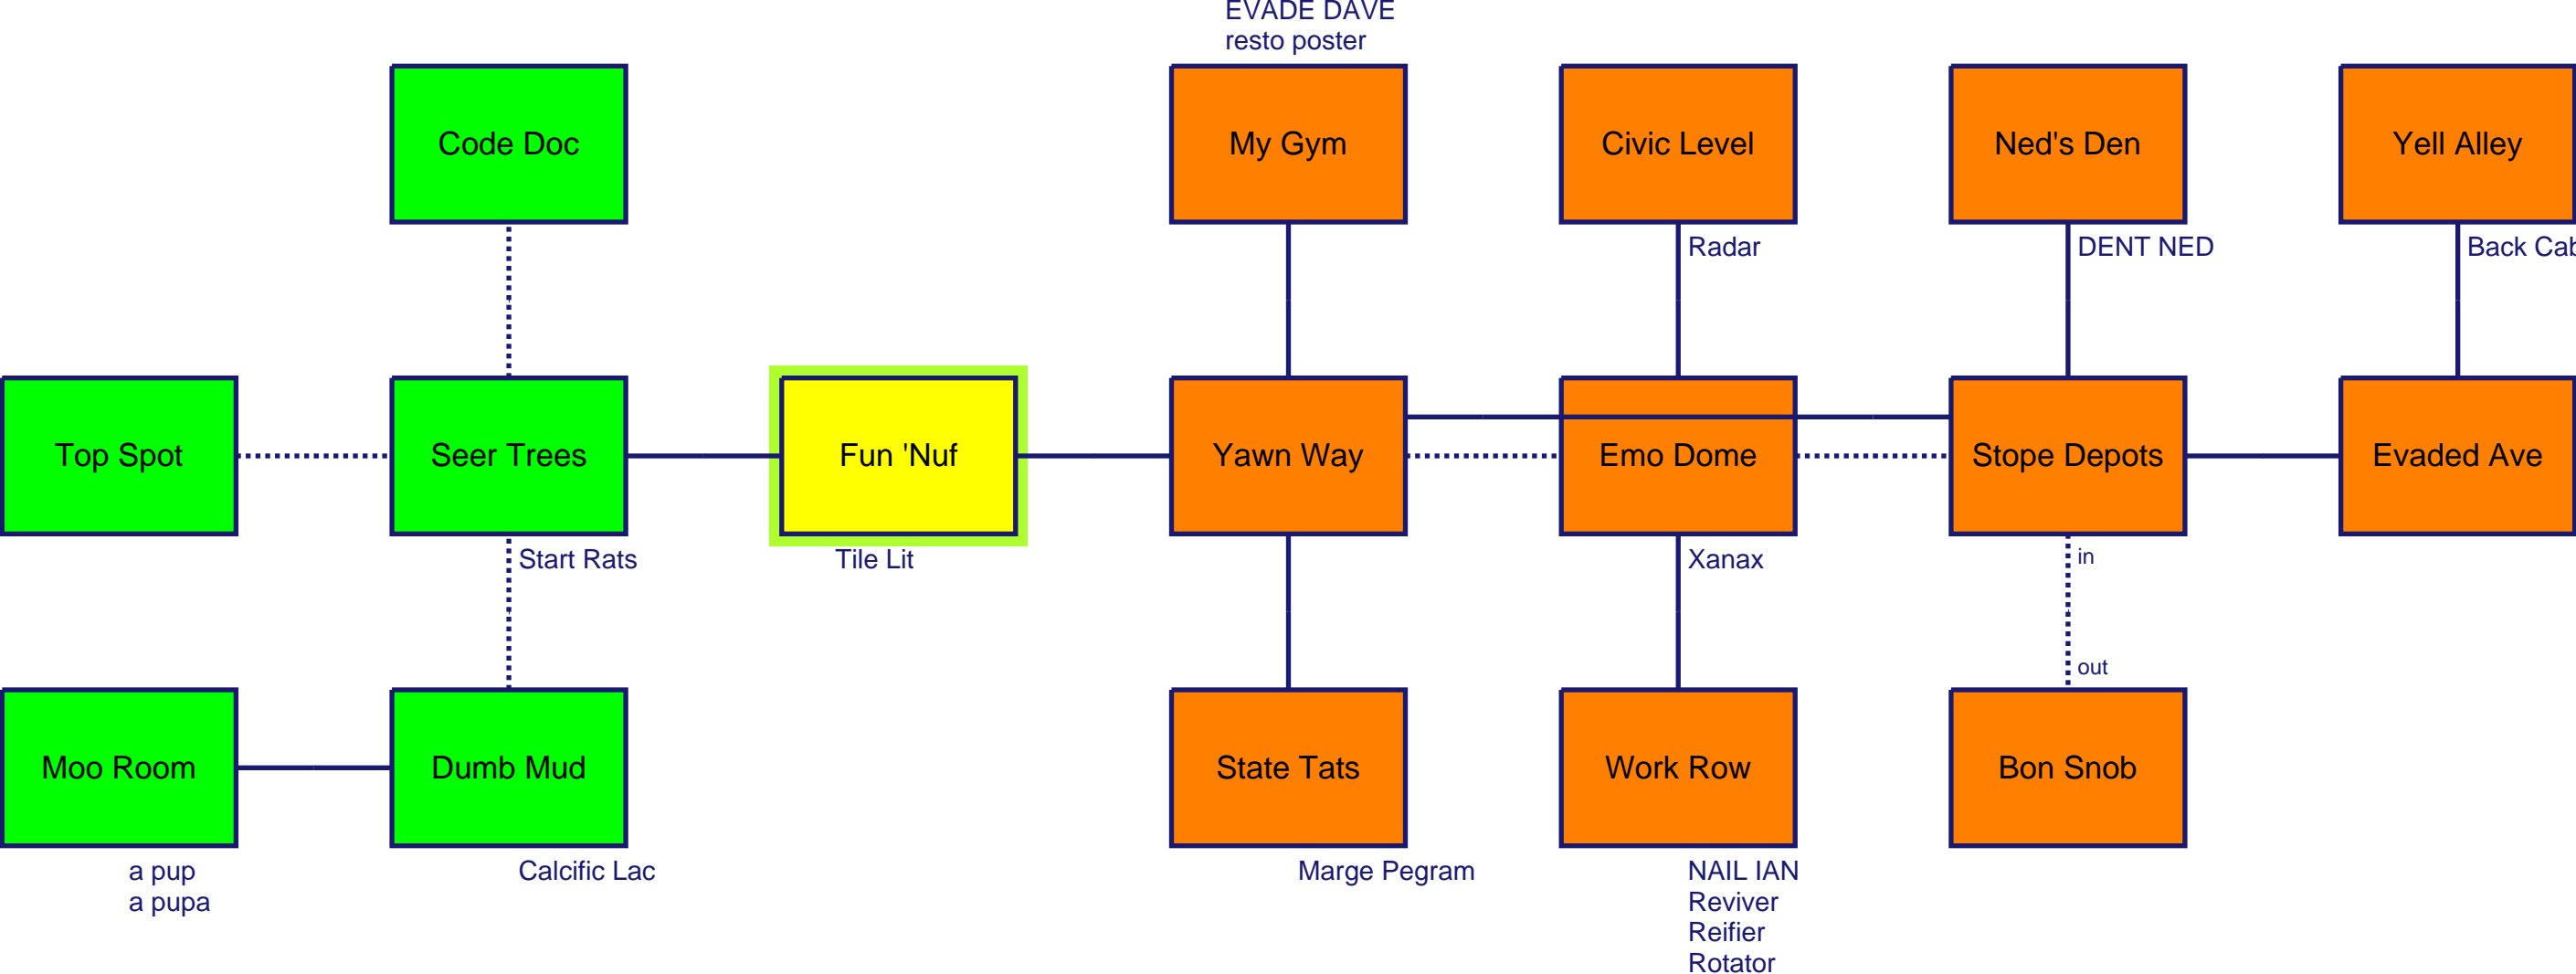 EVADE DAVE
resto poster
Code Doc
My Gym
Civic Level
Ned's Den
Yell Alley
Radar
DENT NED
Back Cab
Top Spot
Seer Trees
Fun 'Nuf
Yawn Way
Emo Dome
Stope Depots
Evaded Ave
Start Rats
Tile Lit
Xanax
in
out
Moo Room
Dumb Mud
State Tats
Work Row
Bon Snob
a pup
a pupa
Calcific Lac
Marge Pegram
NAIL IAN
Reviver
Reifier
Rotator